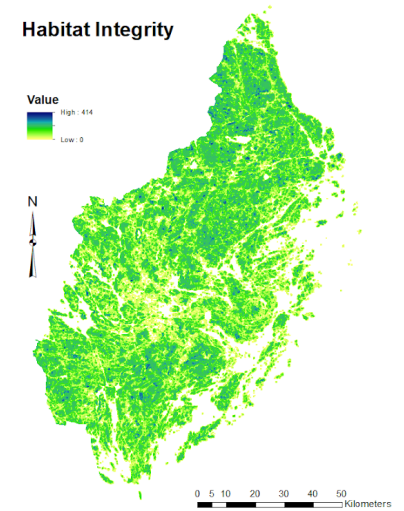 Habitat Integrity
Value
High : 414
Low : 0
N
0 5 10 20 30 40 50
Kilometers